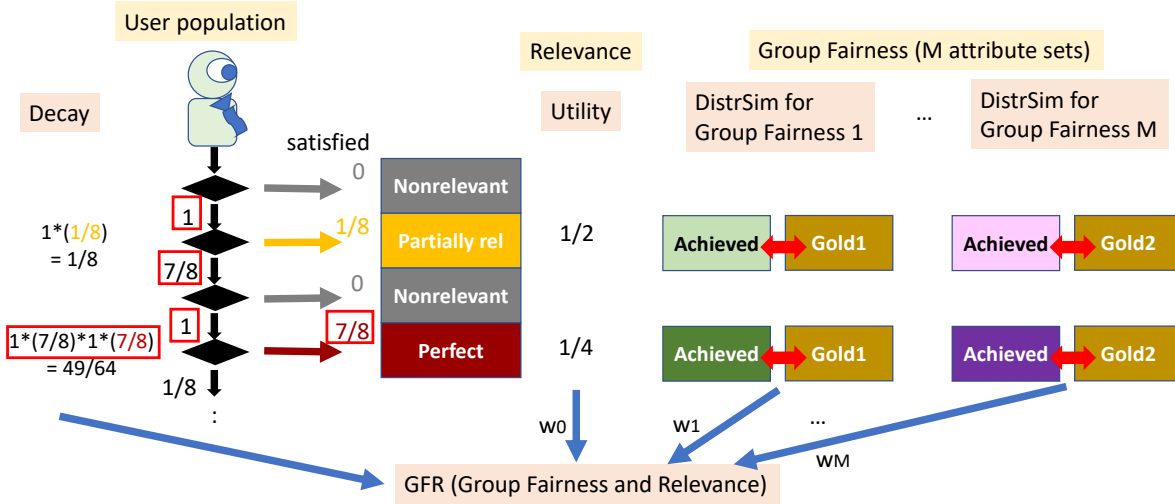 User population
Relevance
Group Fairness (M attribute sets)
Decay
Utility
DistrSim for
Group Fairness 1
...
DistrSim for
Group Fairness M
satisfied
0
Nonrelevant
1
1*(1/8)
= 1/8
1/8
Partially rel
1/2
Achieved
Gold1
Achieved
Gold2
7/8
0
Nonrelevant
1
1*(7/8)*1*(7/8)
= 49/64
7/8
Perfect
1/4
Achieved
Gold1
Achieved
Gold2
1/8
:
w0
w1
...
wM
GFR (Group Fairness and Relevance)